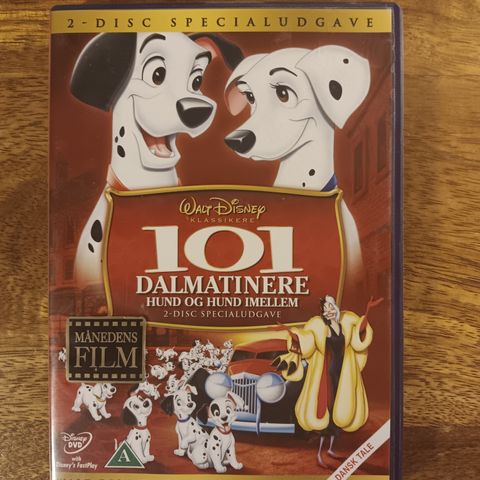 2-DISC SPECIALUDGAVE
WALT DISNEY
KLASSIKERE
101
DALMATINERE
HUND OG HUND IMELLEM
2-DISC SPECIALUDGAVE
MÅNEDENS
FILM
Disney
DVD
with
Disney's FastPlay
A
DANSK TALE